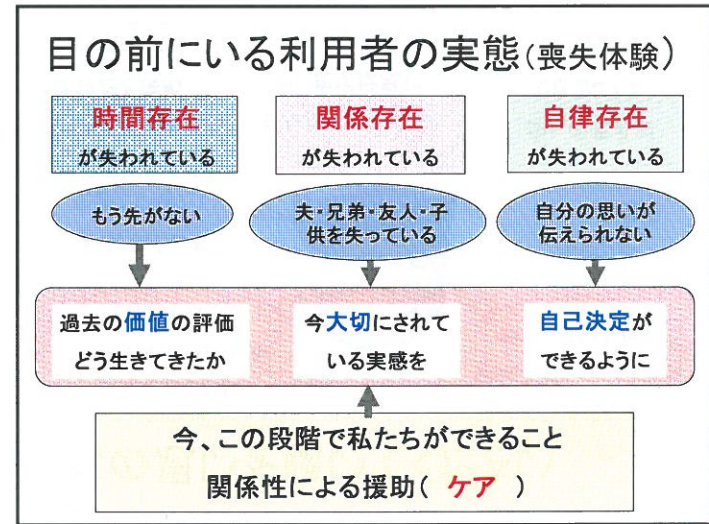 目の前にいる利用者の実態(喪失体験)
時間存在
が失われている
関係存在
が失われている
自律存在
が失われている
もう先がない
夫・兄弟・友人・子
供を失っている
自分の思いが
伝えられない
過去の価値の評価
どう生きてきたか
今大切にされて
いる実感を
自己決定が
できるように
今、この段階で私たちができること
関係性による援助( ケア )